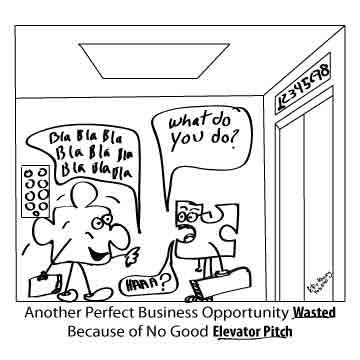 Bla Bla Bla
Bla Bla Bla
Bla Bla Bla
What do
you do?
12345678
HAAA?
Another Perfect Business Opportunity Wasted
Because of No Good Elevator Pitch